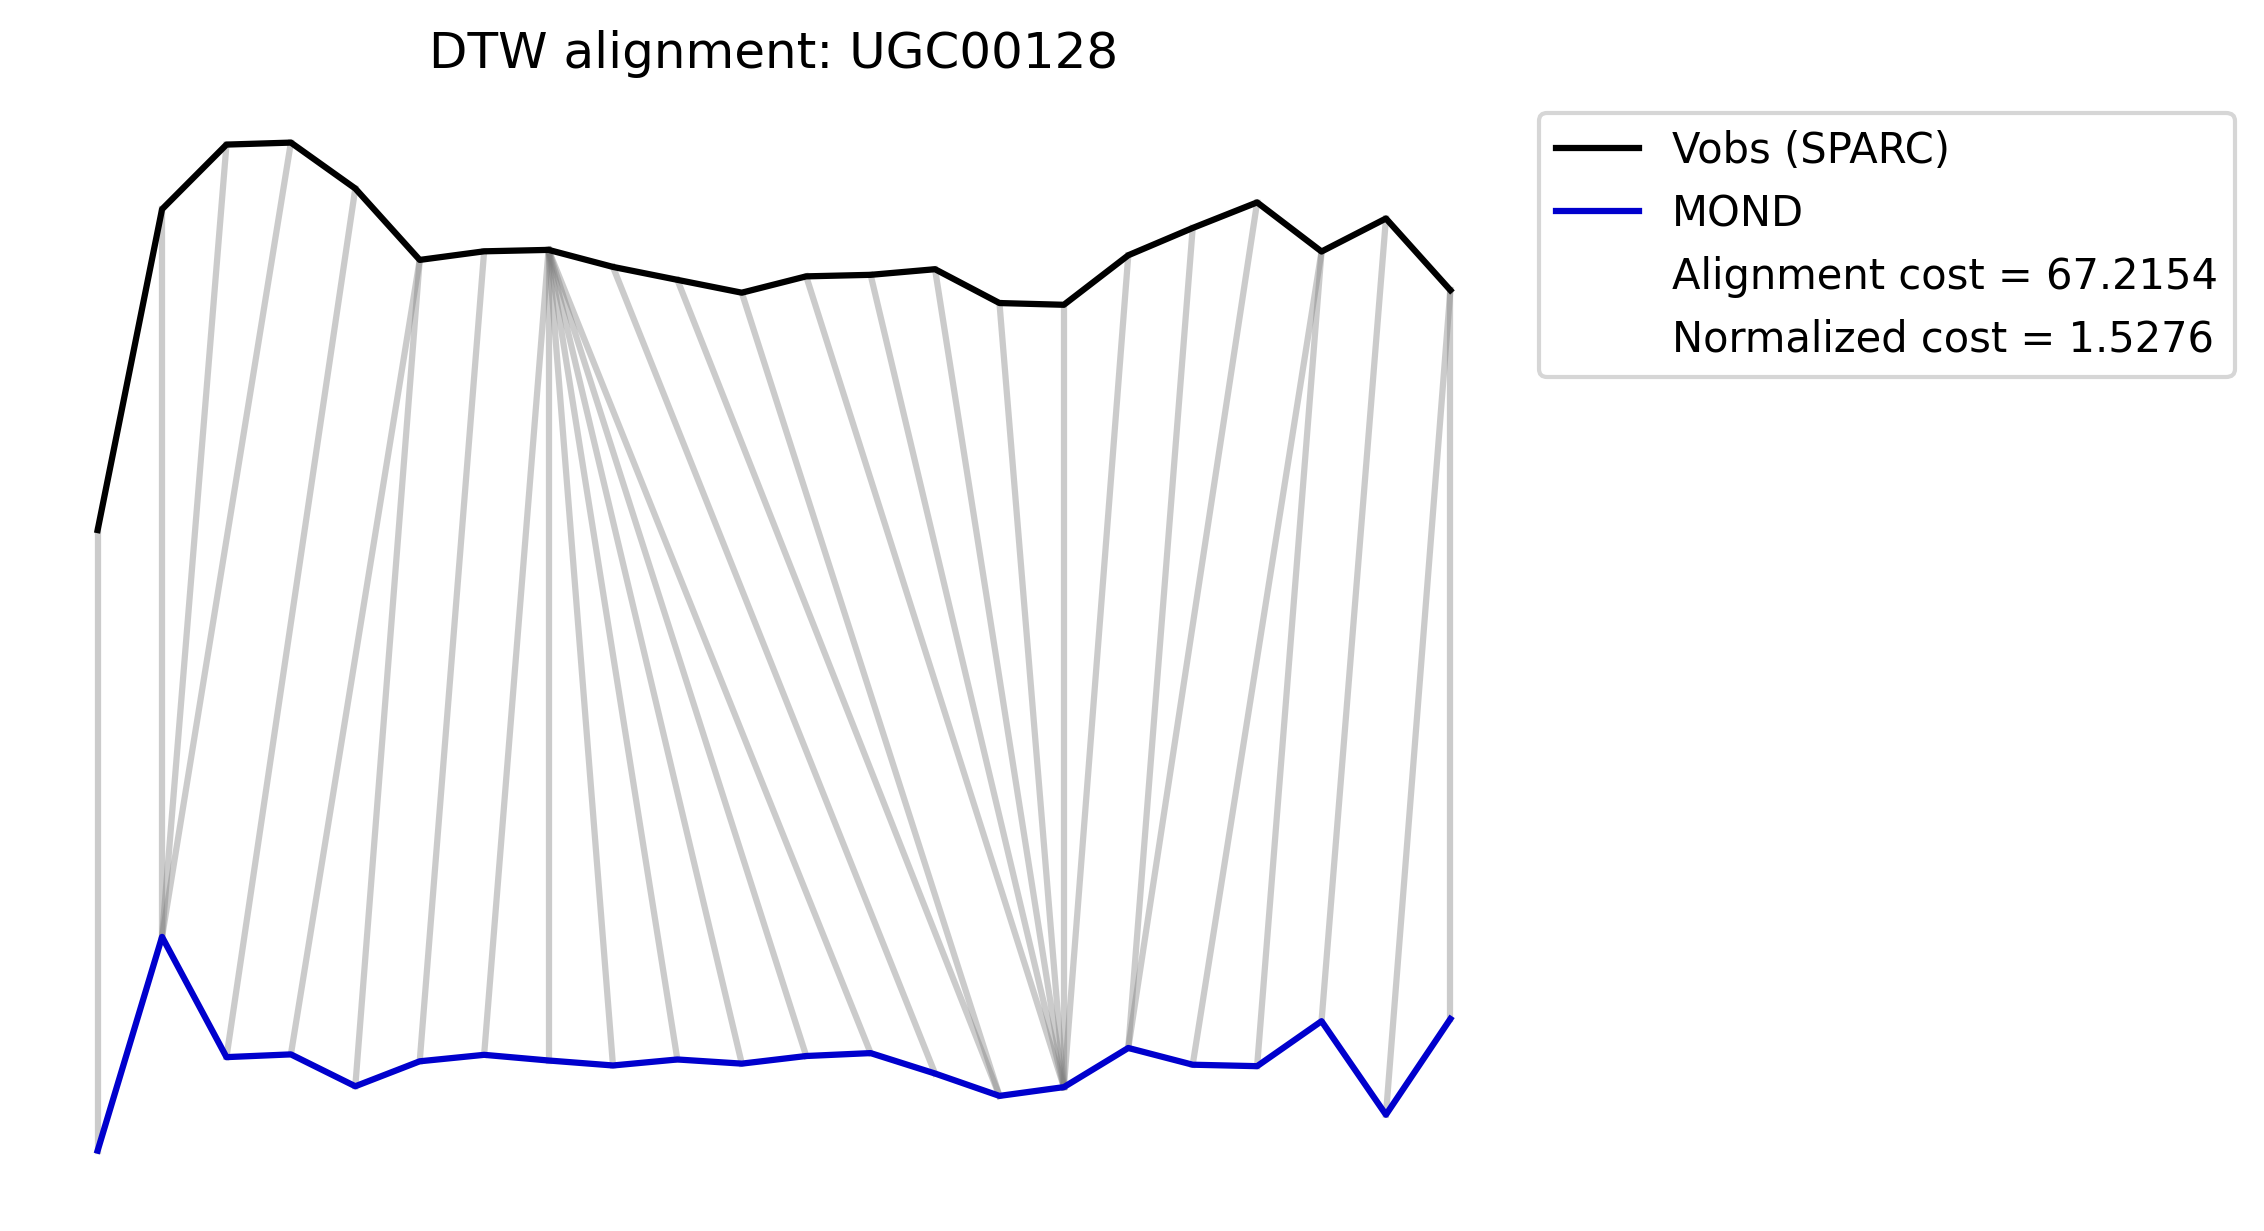 DTW alignment: UGC00128
Vobs (SPARC)
MOND
Alignment cost = 67.2154
Normalized cost = 1.5276